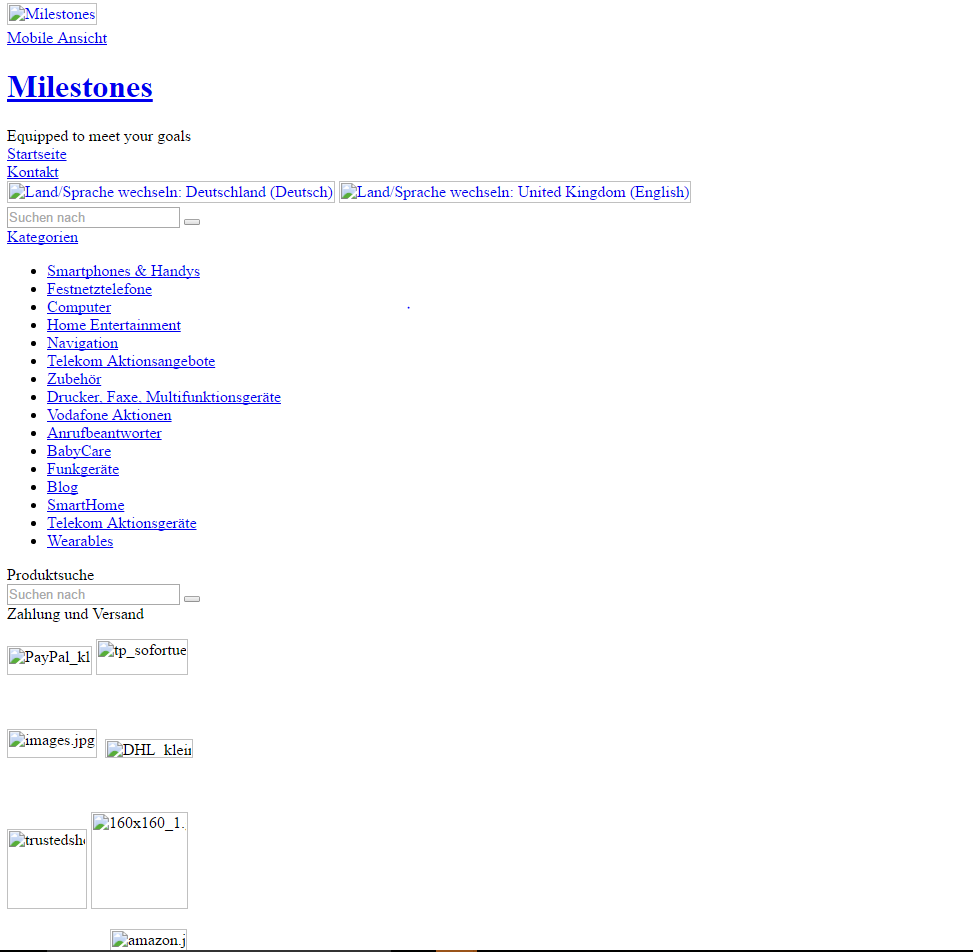 Milestones
Mobile Ansicht
Milestones
Equipped to meet your goals
Startseite
Kontakt
Land/Sprache wechseln: Deutschland (Deutsch) Land/Sprache wechseln: United Kingdom (English)
Suchen nach
Kategorien
Smartphones & Handys
Festnetztelefone
Computer
Home Entertainment
Navigation
Telekom Aktionsangebote
Zubehör
Drucker, Faxe, Multifunktionsgeräte
Vodafone Aktionen
Anrufbeantworter
BabyCare
Funkgeräte
Blog
SmartHome
Telekom Aktionsgeräte
Wearables
Produktsuche
Suchen nach
Zahlung und Versand
PayPal_kl tp_sofortue
images.jpg DHL_klein
trustedsho 160x160_1.
amazon.j